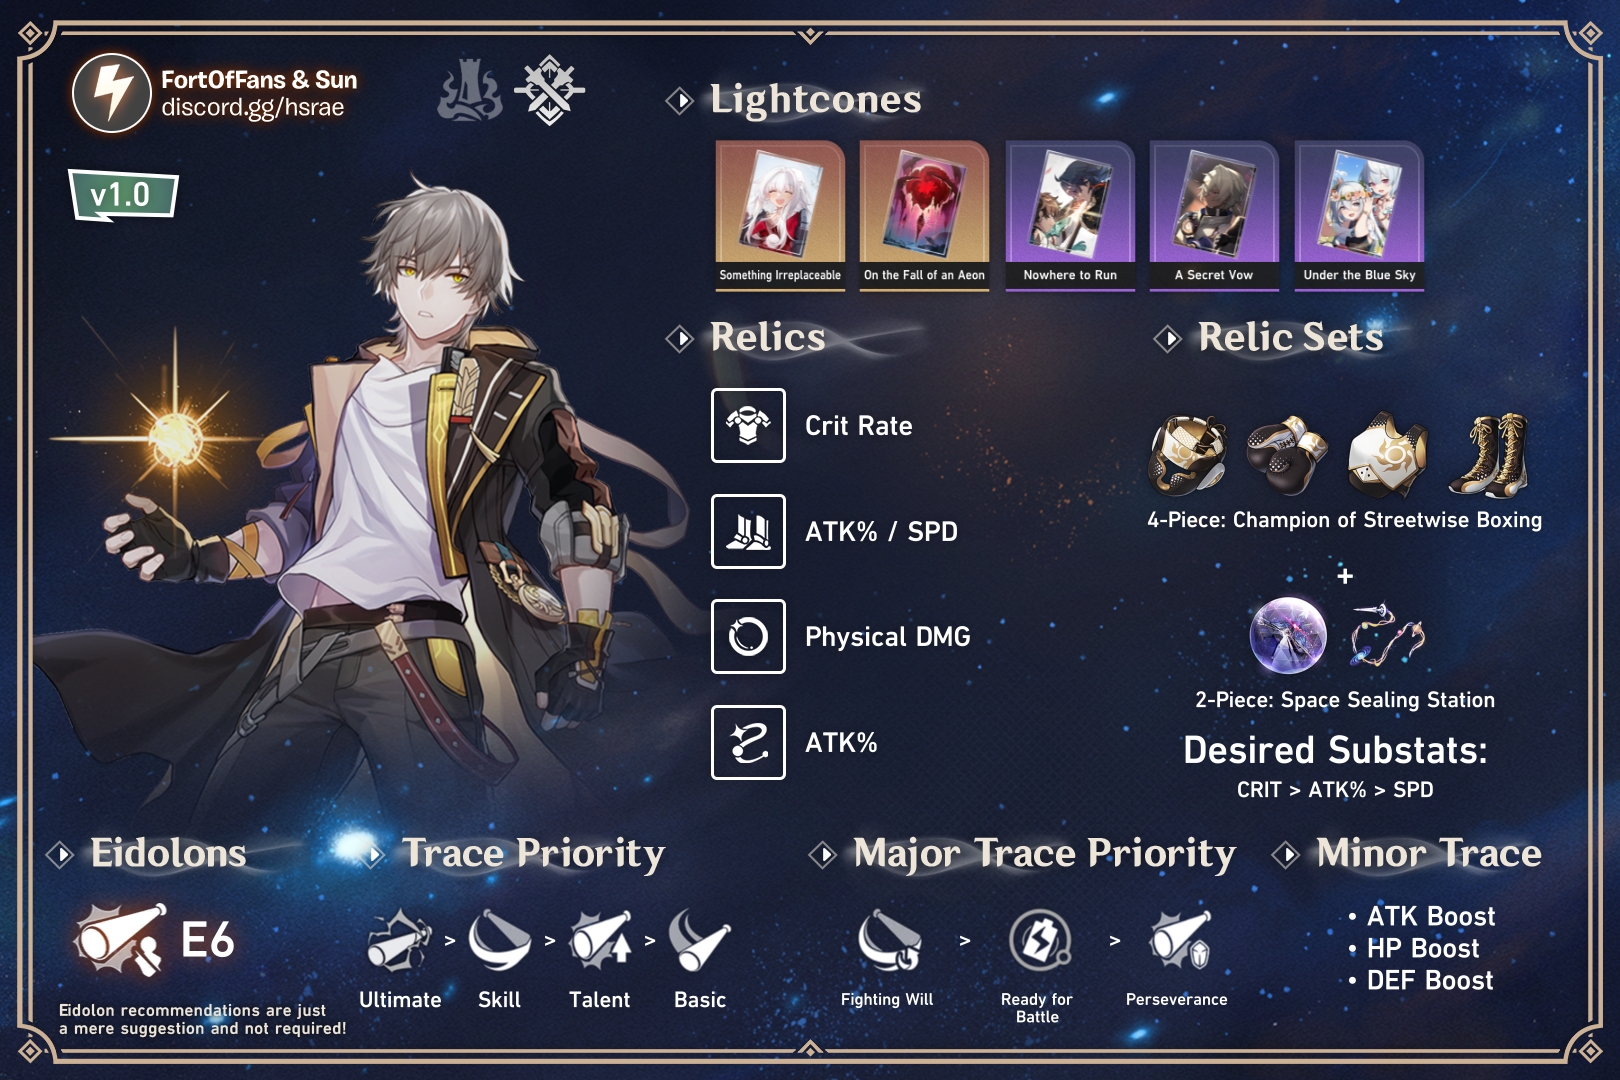 FortOfFans & Sun
discord.gg/hsrae
v1.0
Lightcones
Something Irreplaceable
On the Fall of an Aeon
Nowhere to Run
A Secret Vow
Under the Blue Sky
Relics
Crit Rate
ATK% / SPD
Physical DMG
ATK%
Relic Sets
4-Piece: Champion of Streetwise Boxing
+
2-Piece: Space Sealing Station
Desired Substats:
CRIT > ATK% > SPD
Eidolons
E6
Eidolon recommendations are just
a mere suggestion and not required!
Trace Priority
> > >
Ultimate Skill Talent Basic
Major Trace Priority
> >
Fighting Will
Ready for
Battle
Perseverance
Minor Trace
• ATK Boost
• HP Boost
• DEF Boost